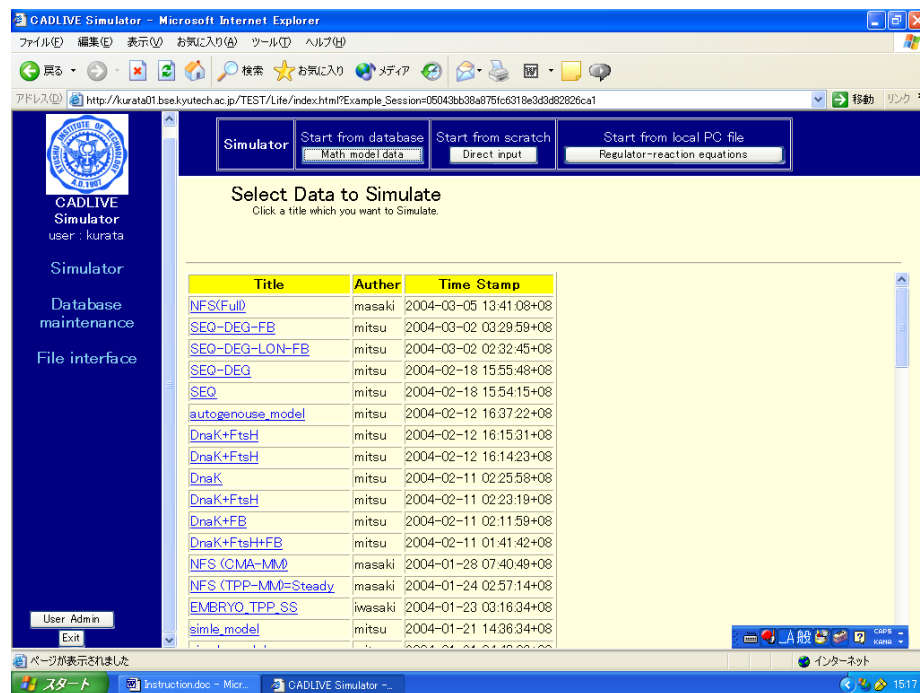 CADLIVE Simulator - Microsoft Internet Explorer
ファイル(F) 編集(E) 表示(V) お気に入り(A) ツール(T) ヘルプ(H)
戻る 検索 お気に入り メディア
アドレス(D) http://kurata01.bse.kyutech.ac.jp/TEST/Life/index.html?Example_Session=05043bb38a875fc6318e3d3d82826ca1 移動 リンク
A.D.1907
CADLIVE
Simulator
user : kurata
Simulator
Database
maintenance
File interface
User Admin
Exit
Simulator Start from database Start from scratch Start from local PC file
Math model data Direct input Regulator-reaction equations
Select Data to Simulate
Click a title which you want to Simulate.
Title Auther Time Stamp
NFS(Full) masaki 2004-03-05 13:41:08+08
SEQ-DEG-FB mitsu 2004-03-02 03:29:59+08
SEQ-DEG-LON-FB mitsu 2004-03-02 02:32:45+08
SEQ-DEG mitsu 2004-02-18 15:55:48+08
SEQ mitsu 2004-02-18 15:54:15+08
autogenouse_model mitsu 2004-02-12 16:37:22+08
DnaK+FtsH mitsu 2004-02-12 16:15:31+08
DnaK+FtsH mitsu 2004-02-12 16:14:23+08
DnaK mitsu 2004-02-11 02:25:58+08
DnaK+FtsH mitsu 2004-02-11 02:23:19+08
DnaK+FB mitsu 2004-02-11 02:11:59+08
DnaK+FtsH+FB mitsu 2004-02-11 01:41:42+08
NFS (CMA-MM) masaki 2004-01-28 07:40:49+08
NFS (TPP-MM)=Steady masaki 2004-01-24 02:57:14+08
EMBRYO_TPP_SS iwasaki 2004-01-23 03:16:34+08
simle_model mitsu 2004-01-21 14:36:34+08
A般 CAPS KANA
ページが表示されました インターネット
スタート Instruction.doc - Micr... CADLIVE Simulator -... 15:17